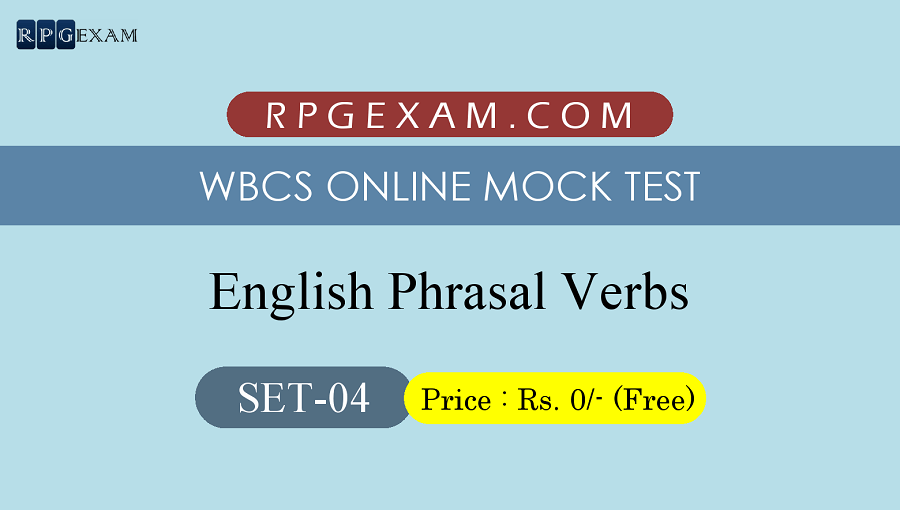 RPGEXAM
RPGEXAM.COM
WBCS ONLINE MOCK TEST
English Phrasal Verbs
SET-04
Price : Rs. 0/- (Free)